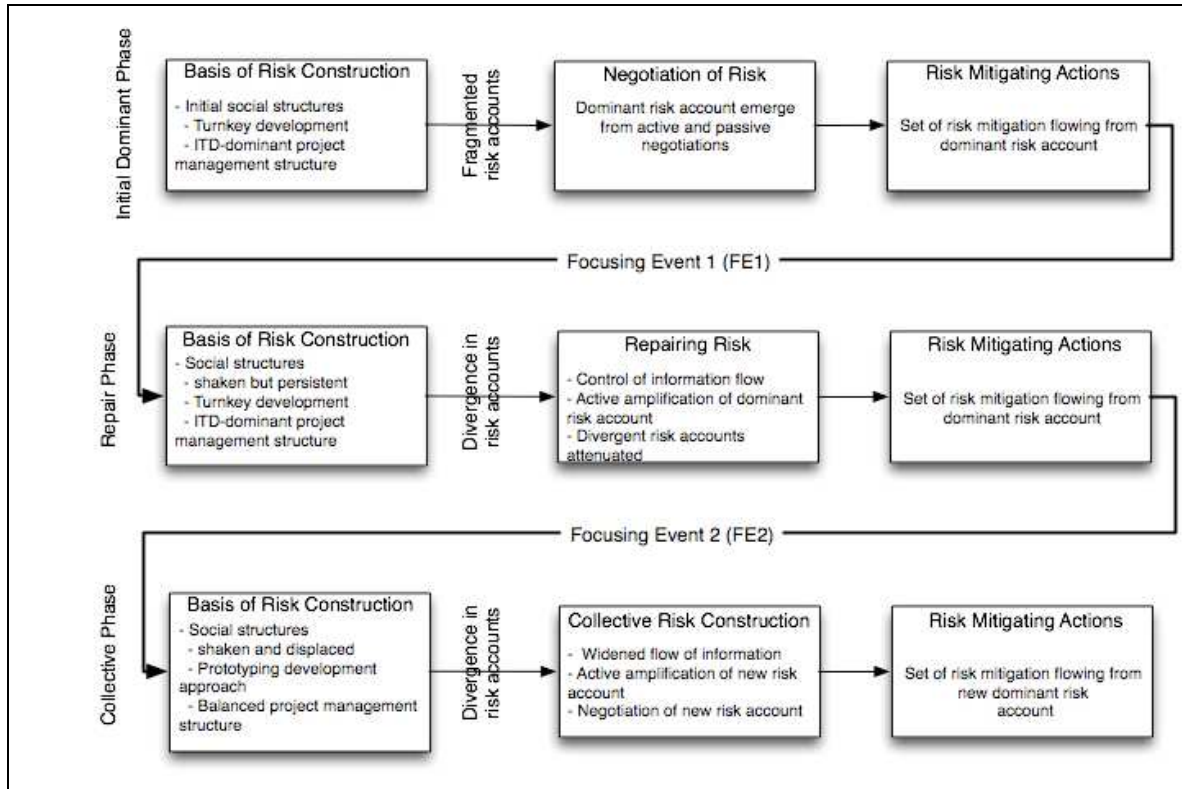 Initial Dominant Phase
Basis of Risk Construction
- Initial social structures
- Turnkey development
- ITD-dominant project
management structure
Fragmented
risk accounts
Negotiation of Risk
Dominant risk account emerge
from active and passive
negotiations
Risk Mitigating Actions
Set of risk mitigation flowing from
dominant risk account
Focusing Event 1 (FE1)
Repair Phase
Basis of Risk Construction
- Social structures
- shaken but persistent
- Turnkey development
- ITD-dominant project
management structure
Divergence in
risk accounts
Repairing Risk
- Control of information flow
- Active amplification of dominant
risk account
- Divergent risk accounts
attenuated
Risk Mitigating Actions
Set of risk mitigation flowing from
dominant risk account
Focusing Event 2 (FE2)
Collective Phase
Basis of Risk Construction
- Social structures
- shaken and displaced
- Prototyping development
approach
- Balanced project management
structure
Divergence in
risk accounts
Collective Risk Construction
- Widened flow of information
- Active amplification of new risk
account
- Negotiation of new risk account
Risk Mitigating Actions
Set of risk mitigation flowing from
new dominant risk
account